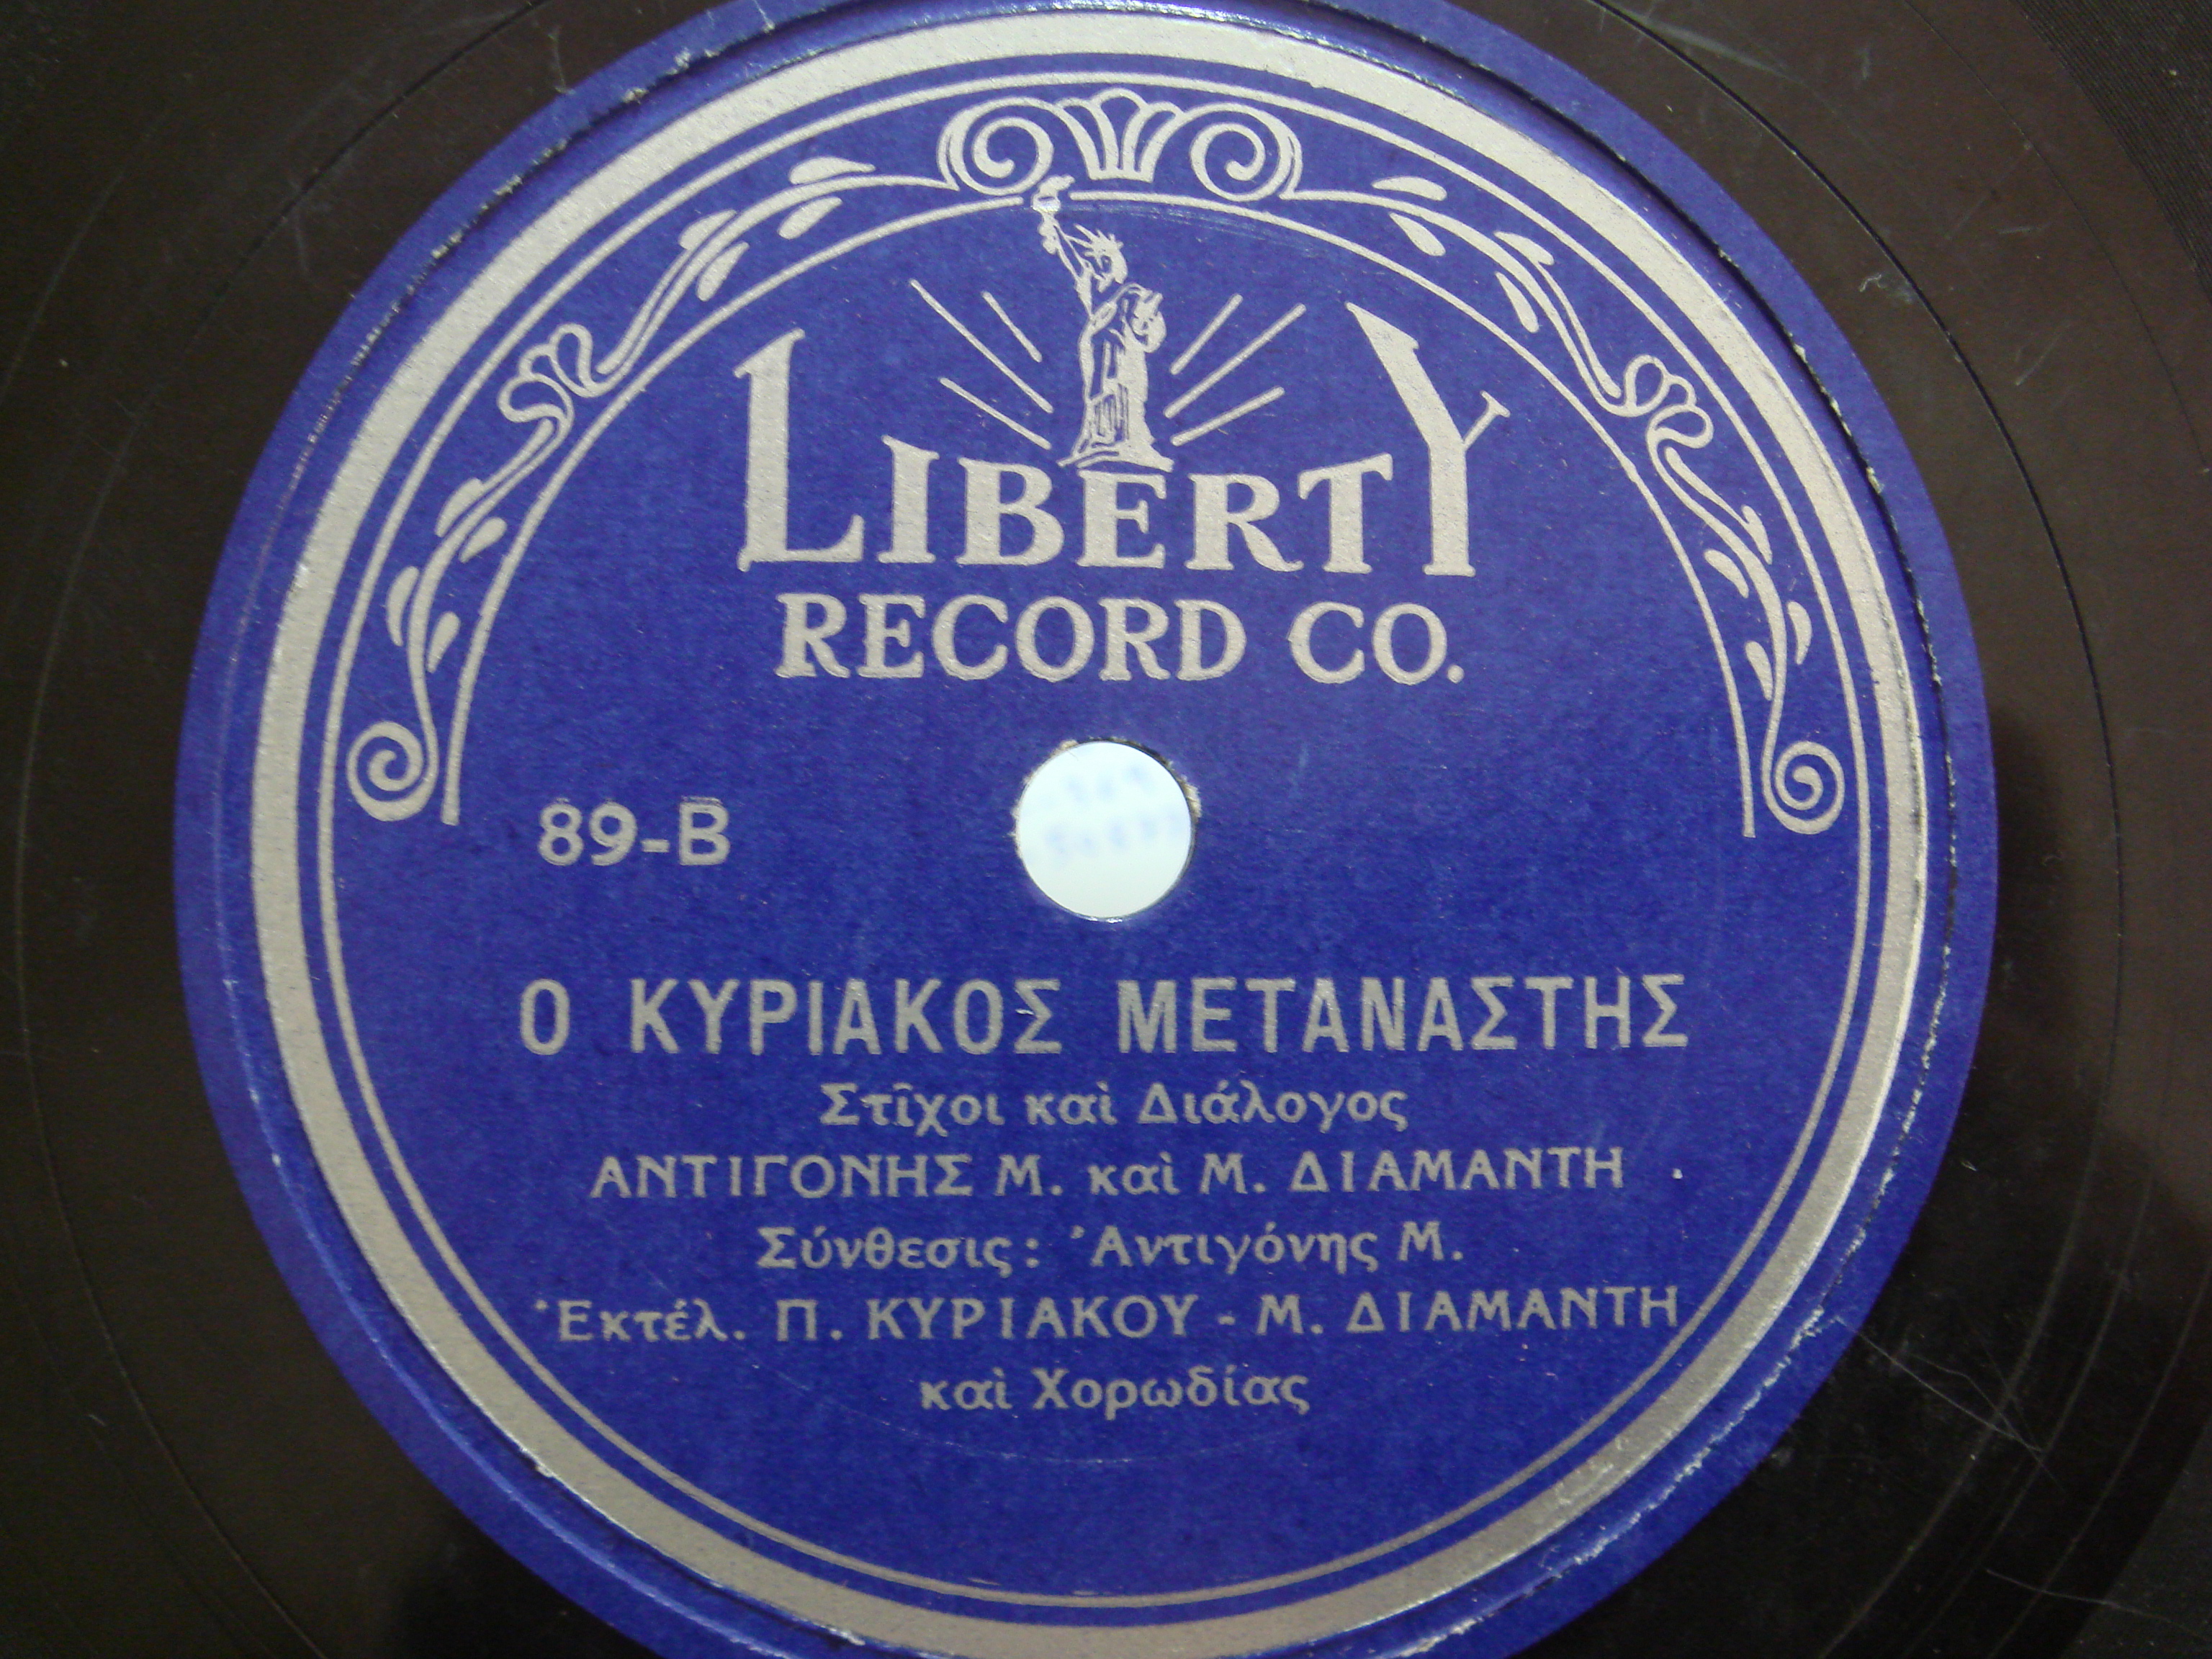 LIBERTY
RECORD CO.
89-B
Ο ΚΥΡΙΑΚΟΣ ΜΕΤΑΝΑΣΤΗΣ
Στῖχοι καὶ Διάλογος
ΑΝΤΙΓΟΝΗΣ Μ. καὶ Μ. ΔΙΑΜΑΝΤΗ
Σύνθεσις: Ἀντιγόνης Μ.
Ἐκτέλ. Π. ΚΥΡΙΑΚΟΥ - Μ. ΔΙΑΜΑΝΤΗ
καὶ Χορωδίας